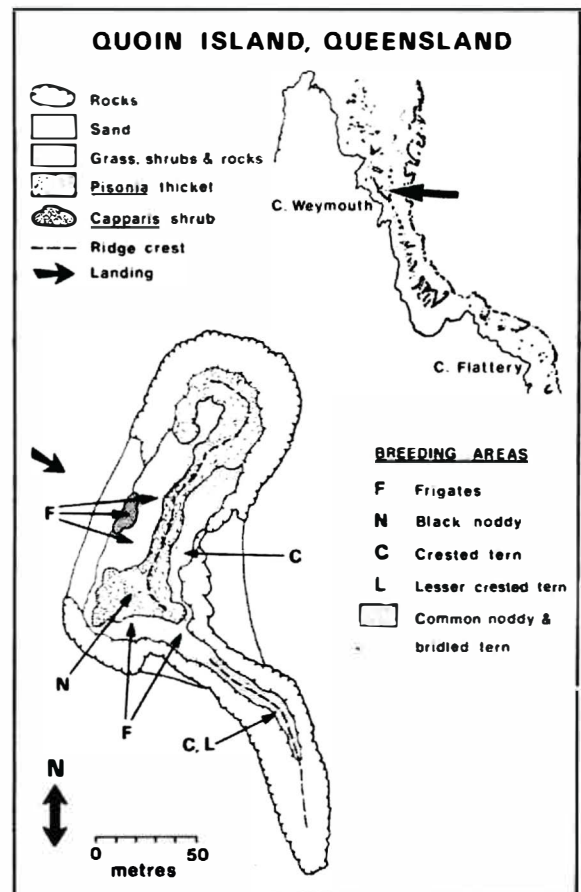 QUOIN ISLAND, QUEENSLAND
Rocks
Sand
Grass, shrubs & rocks
Pisonia thicket
Capparis shrub
Ridge crest
Landing
C. Weymouth
C. Flattery
BREEDING AREAS
F Frigates
N Black noddy
C Crested tern
L Lesser crested tern
Common noddy &
bridled tern
F
C
N
F
C, L
N
0 50
metres